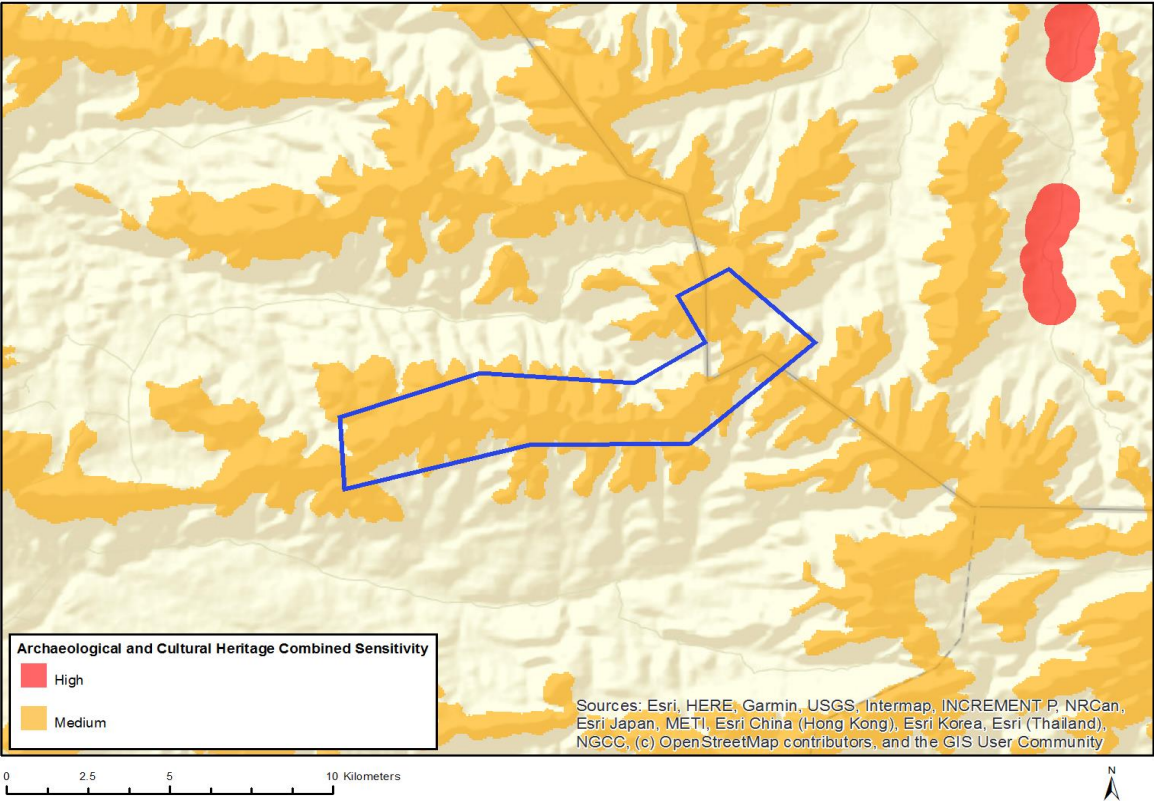 Archaeological and Cultural Heritage Combined Sensitivity
High
Medium
Sources: Esri, HERE, Garmin, USGS, Intermap, INCREMENT P, NRCan,
Esri Japan, METI, Esri China (Hong Kong), Esri Korea, Esri (Thailand),
NGCC, (c) OpenStreetMap contributors, and the GIS User Community
0 2.5 5 10 Kilometers
N